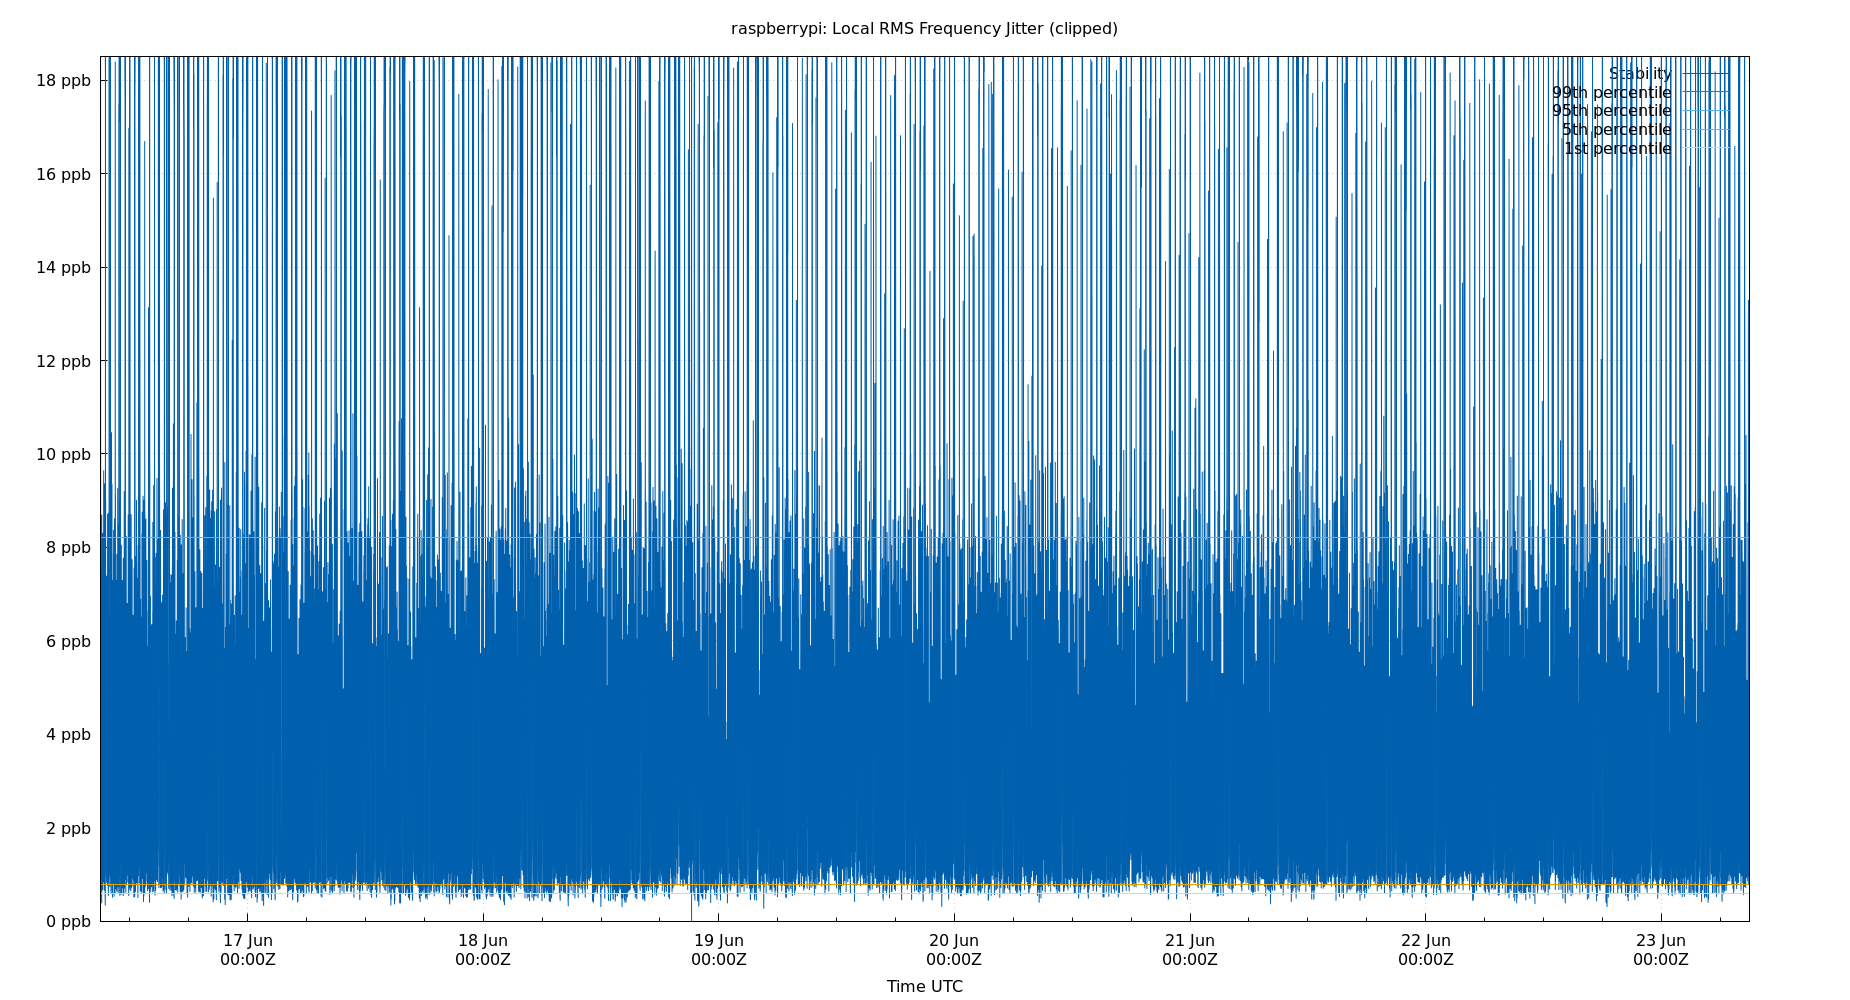 raspberrypi: Local RMS Frequency Jitter (clipped)
18 ppb
16 ppb
14 ppb
12 ppb
10 ppb
8 ppb
6 ppb
4 ppb
2 ppb
0 ppb
Stability
99th percentile
95th percentile
5th percentile
1st percentile
17 Jun
00:00Z
18 Jun
00:00Z
19 Jun
00:00Z
20 Jun
00:00Z
21 Jun
00:00Z
22 Jun
00:00Z
23 Jun
00:00Z
Time UTC